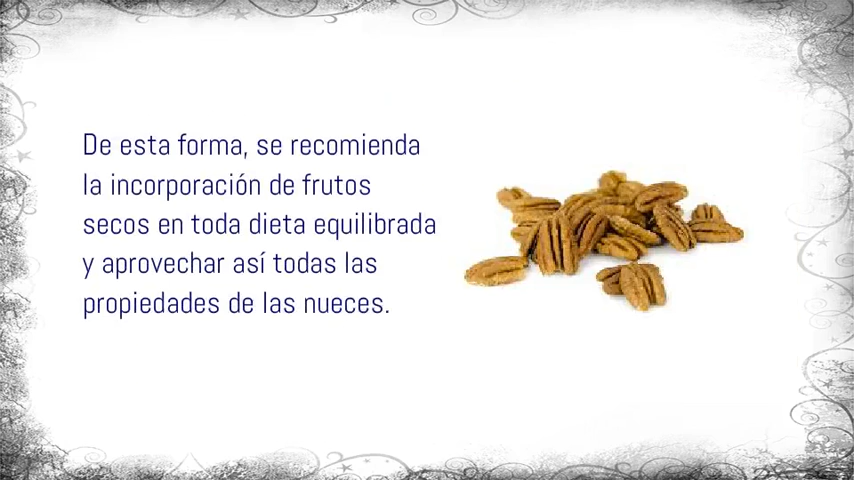 De esta forma, se recomienda
la incorporación de frutos
secos en toda dieta equilibrada
y aprovechar así todas las
propiedades de las nueces.